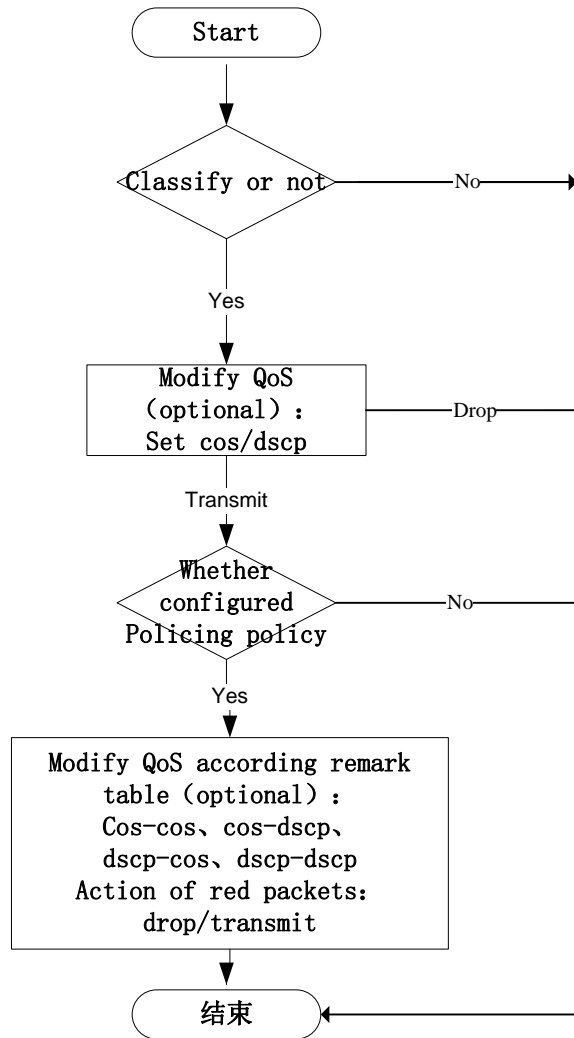 Start
Classify or not
No
Yes
Modify QoS
（optional）：
Set cos/dscp
Drop
Transmit
Whether
configured
Policing policy
No
Yes
Modify QoS according remark
table（optional）：
Cos-cos、cos-dscp、
dscp-cos、dscp-dscp
Action of red packets：
drop/transmit
结束